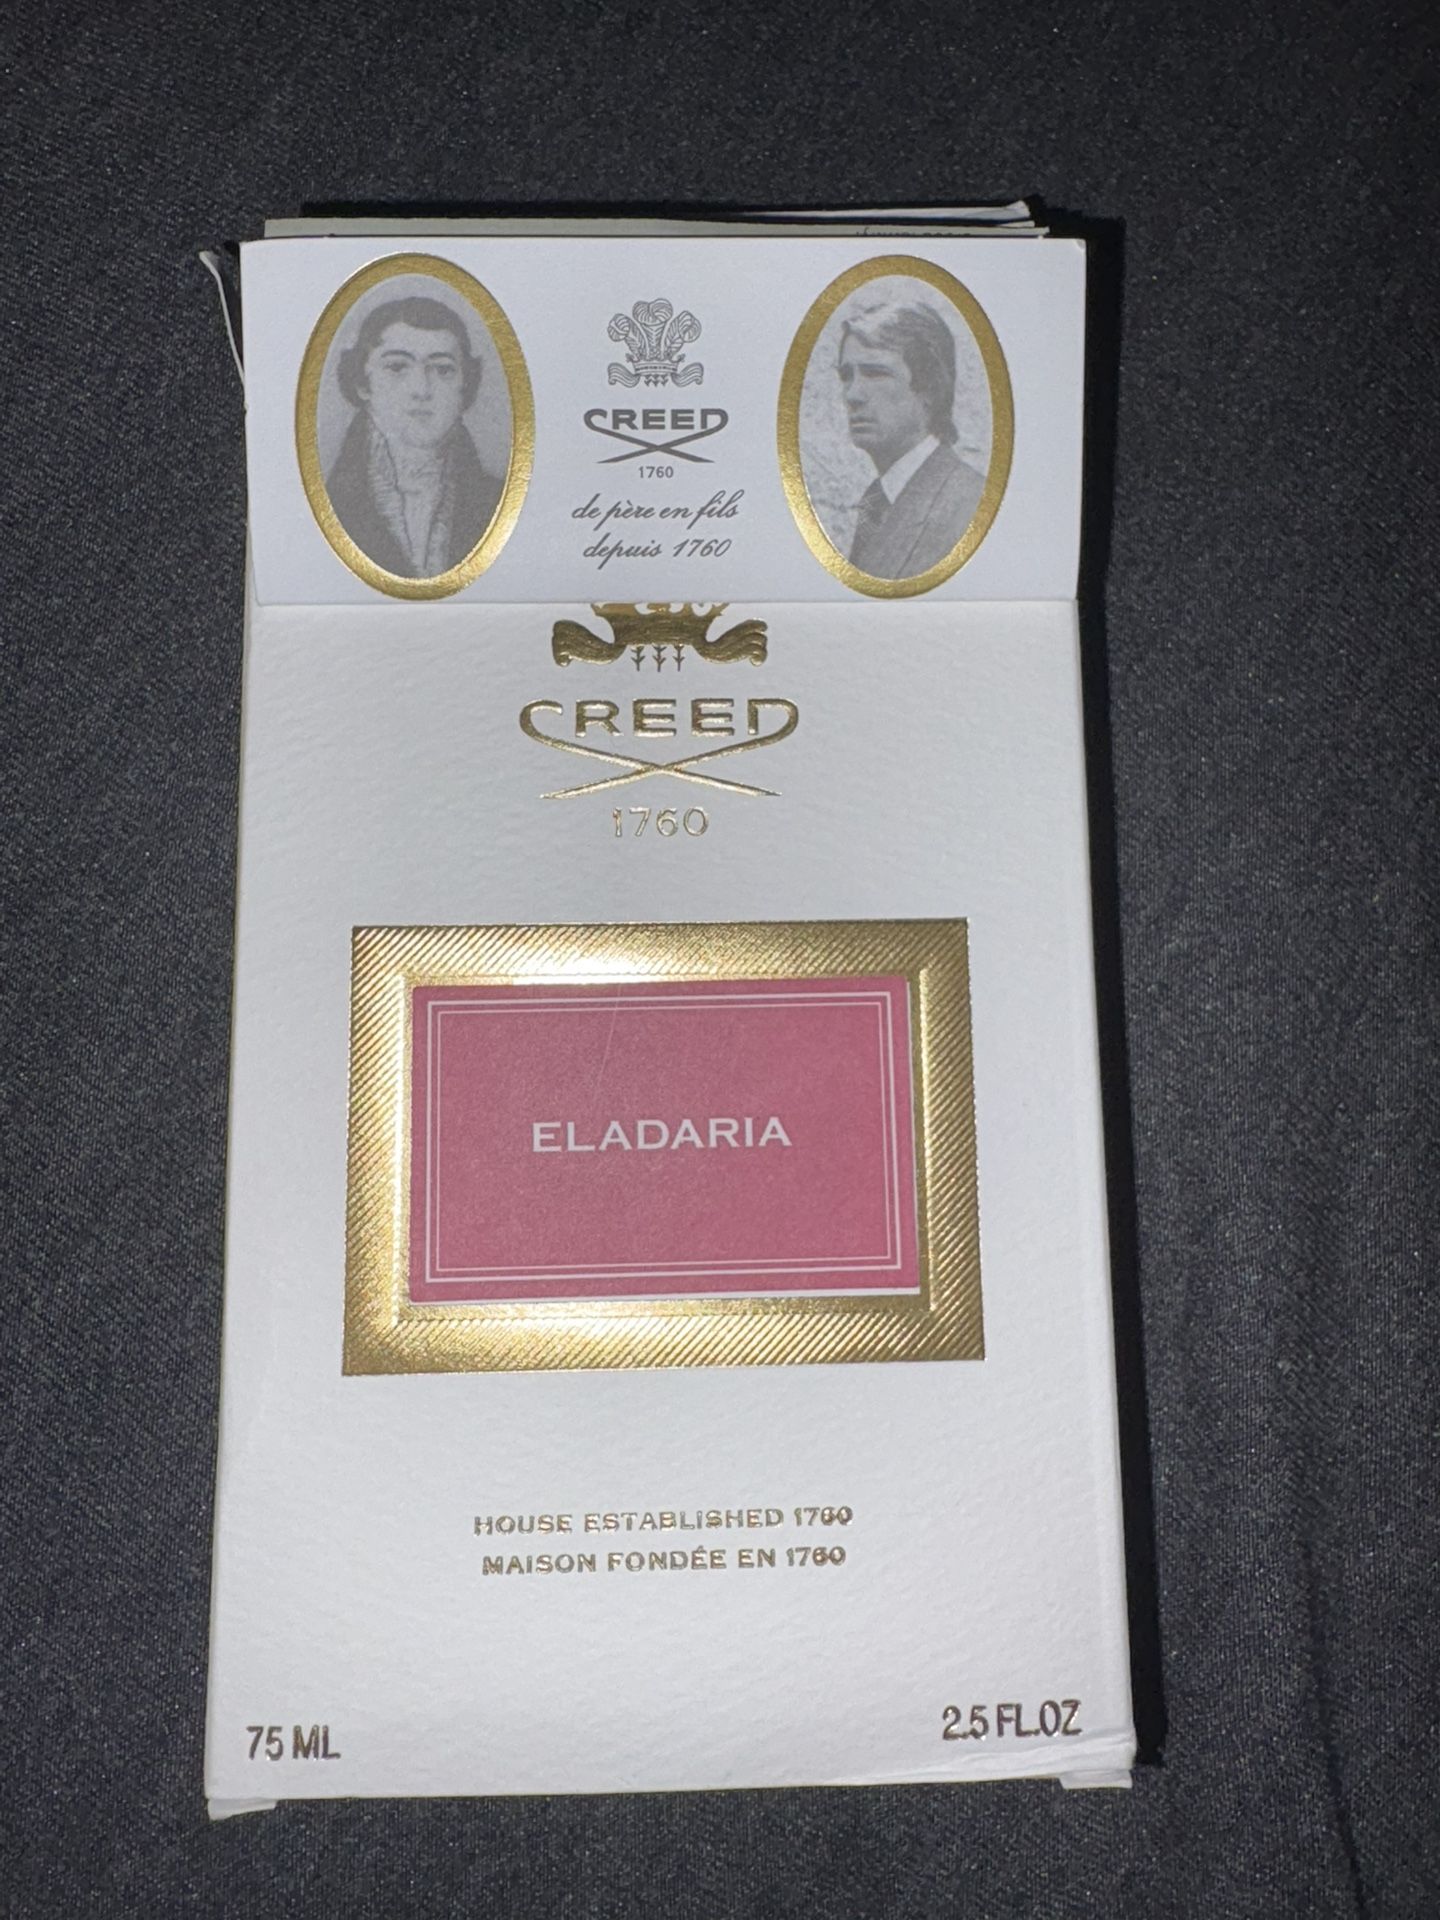 CREED
1760
de père en fils
depuis 1760
CREED
1760
ELADARIA
HOUSE ESTABLISHED 1760
MAISON FONDÉE EN 1760
75 ML
2.5 FL.OZ